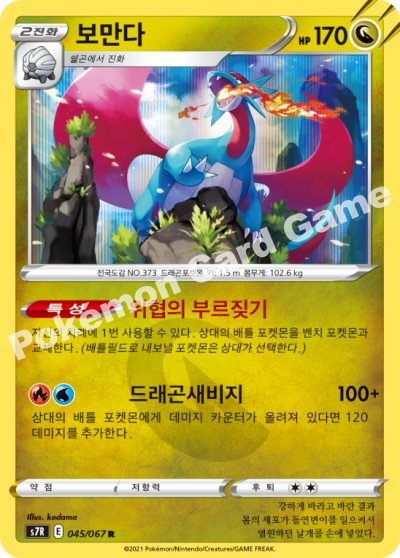 2진화 보만다 HP 170
쉘곤에서 진화
전국도감 NO.373 드래곤포켓몬 키: 1.5 m 몸무게: 102.6 kg
Pokémon Card Game
특성 위협의 부르짖기
자신의 차례에 1번 사용할 수 있다. 상대의 배틀 포켓몬을 벤치 포켓몬과
교체한다. (배틀필드로 내보낼 포켓몬은 상대가 선택한다.)
드래곤새비지 100+
상대의 배틀 포켓몬에게 데미지 카운터가 올려져 있다면 120
데미지를 추가한다.
약점 저항력 후퇴
Illus. kodama
s7R E 045/067 R
강하게 바라고 바란 결과
몸의 세포가 돌연변이를 일으켜서
염원하던 날개를 손에 넣었다.
©2021 Pokémon/Nintendo/Creatures/GAME FREAK.